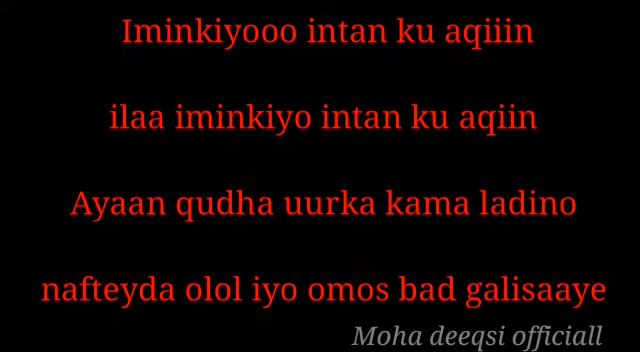 Iminkiyooo intan ku aqiiin
ilaa iminkiyo intan ku aqiin
Ayaan qudha uurka kama ladino
nafteyda olol iyo omos bad galisaaye
Moha deeqsi officiall